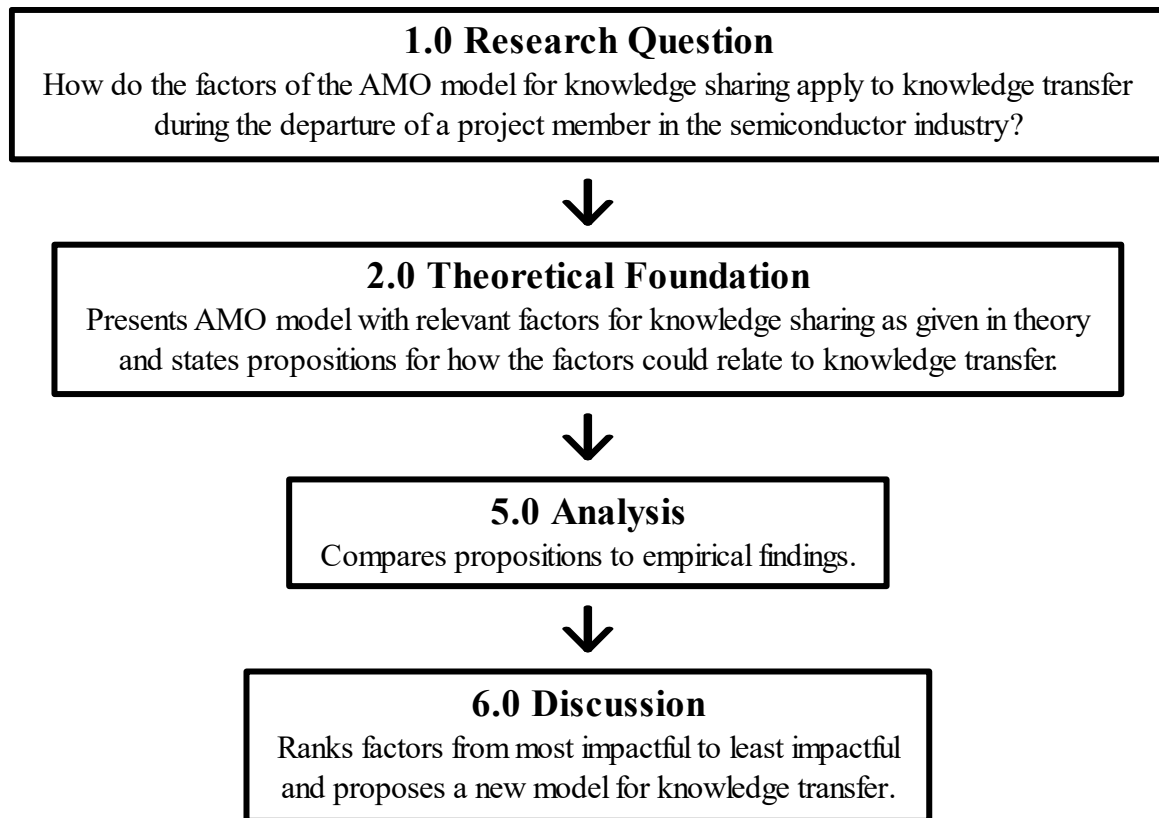 1.0 Research Question
How do the factors of the AMO model for knowledge sharing apply to knowledge transfer
during the departure of a project member in the semiconductor industry?
2.0 Theoretical Foundation
Presents AMO model with relevant factors for knowledge sharing as given in theory
and states propositions for how the factors could relate to knowledge transfer.
5.0 Analysis
Compares propositions to empirical findings.
6.0 Discussion
Ranks factors from most impactful to least impactful
and proposes a new model for knowledge transfer.